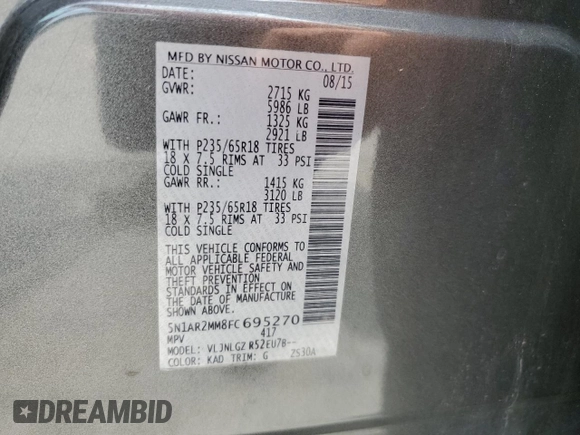 MFD BY NISSAN MOTOR CO., LTD.
DATE: 08/15
GVWR: 2715 KG
5986 LB
GAWR FR.: 1325 KG
2921 LB
WITH P235/65R18 TIRES
18 X 7.5 RIMS AT 33 PSI
COLD SINGLE
GAWR RR.: 1415 KG
3120 LB
WITH P235/65R18 TIRES
18 X 7.5 RIMS AT 33 PSI
COLD SINGLE
THIS VEHICLE CONFORMS TO
ALL APPLICABLE FEDERAL
MOTOR VEHICLE SAFETY AND
THEFT PREVENTION
STANDARDS IN EFFECT ON
THE DATE OF MANUFACTURE
SHOWN ABOVE.
5N1AR2MM8FC695270
MPV 417
MODEL: VLJNLGZ R52EU7B--
COLOR: KAD TRIM: G ZS30A
DREAMBID